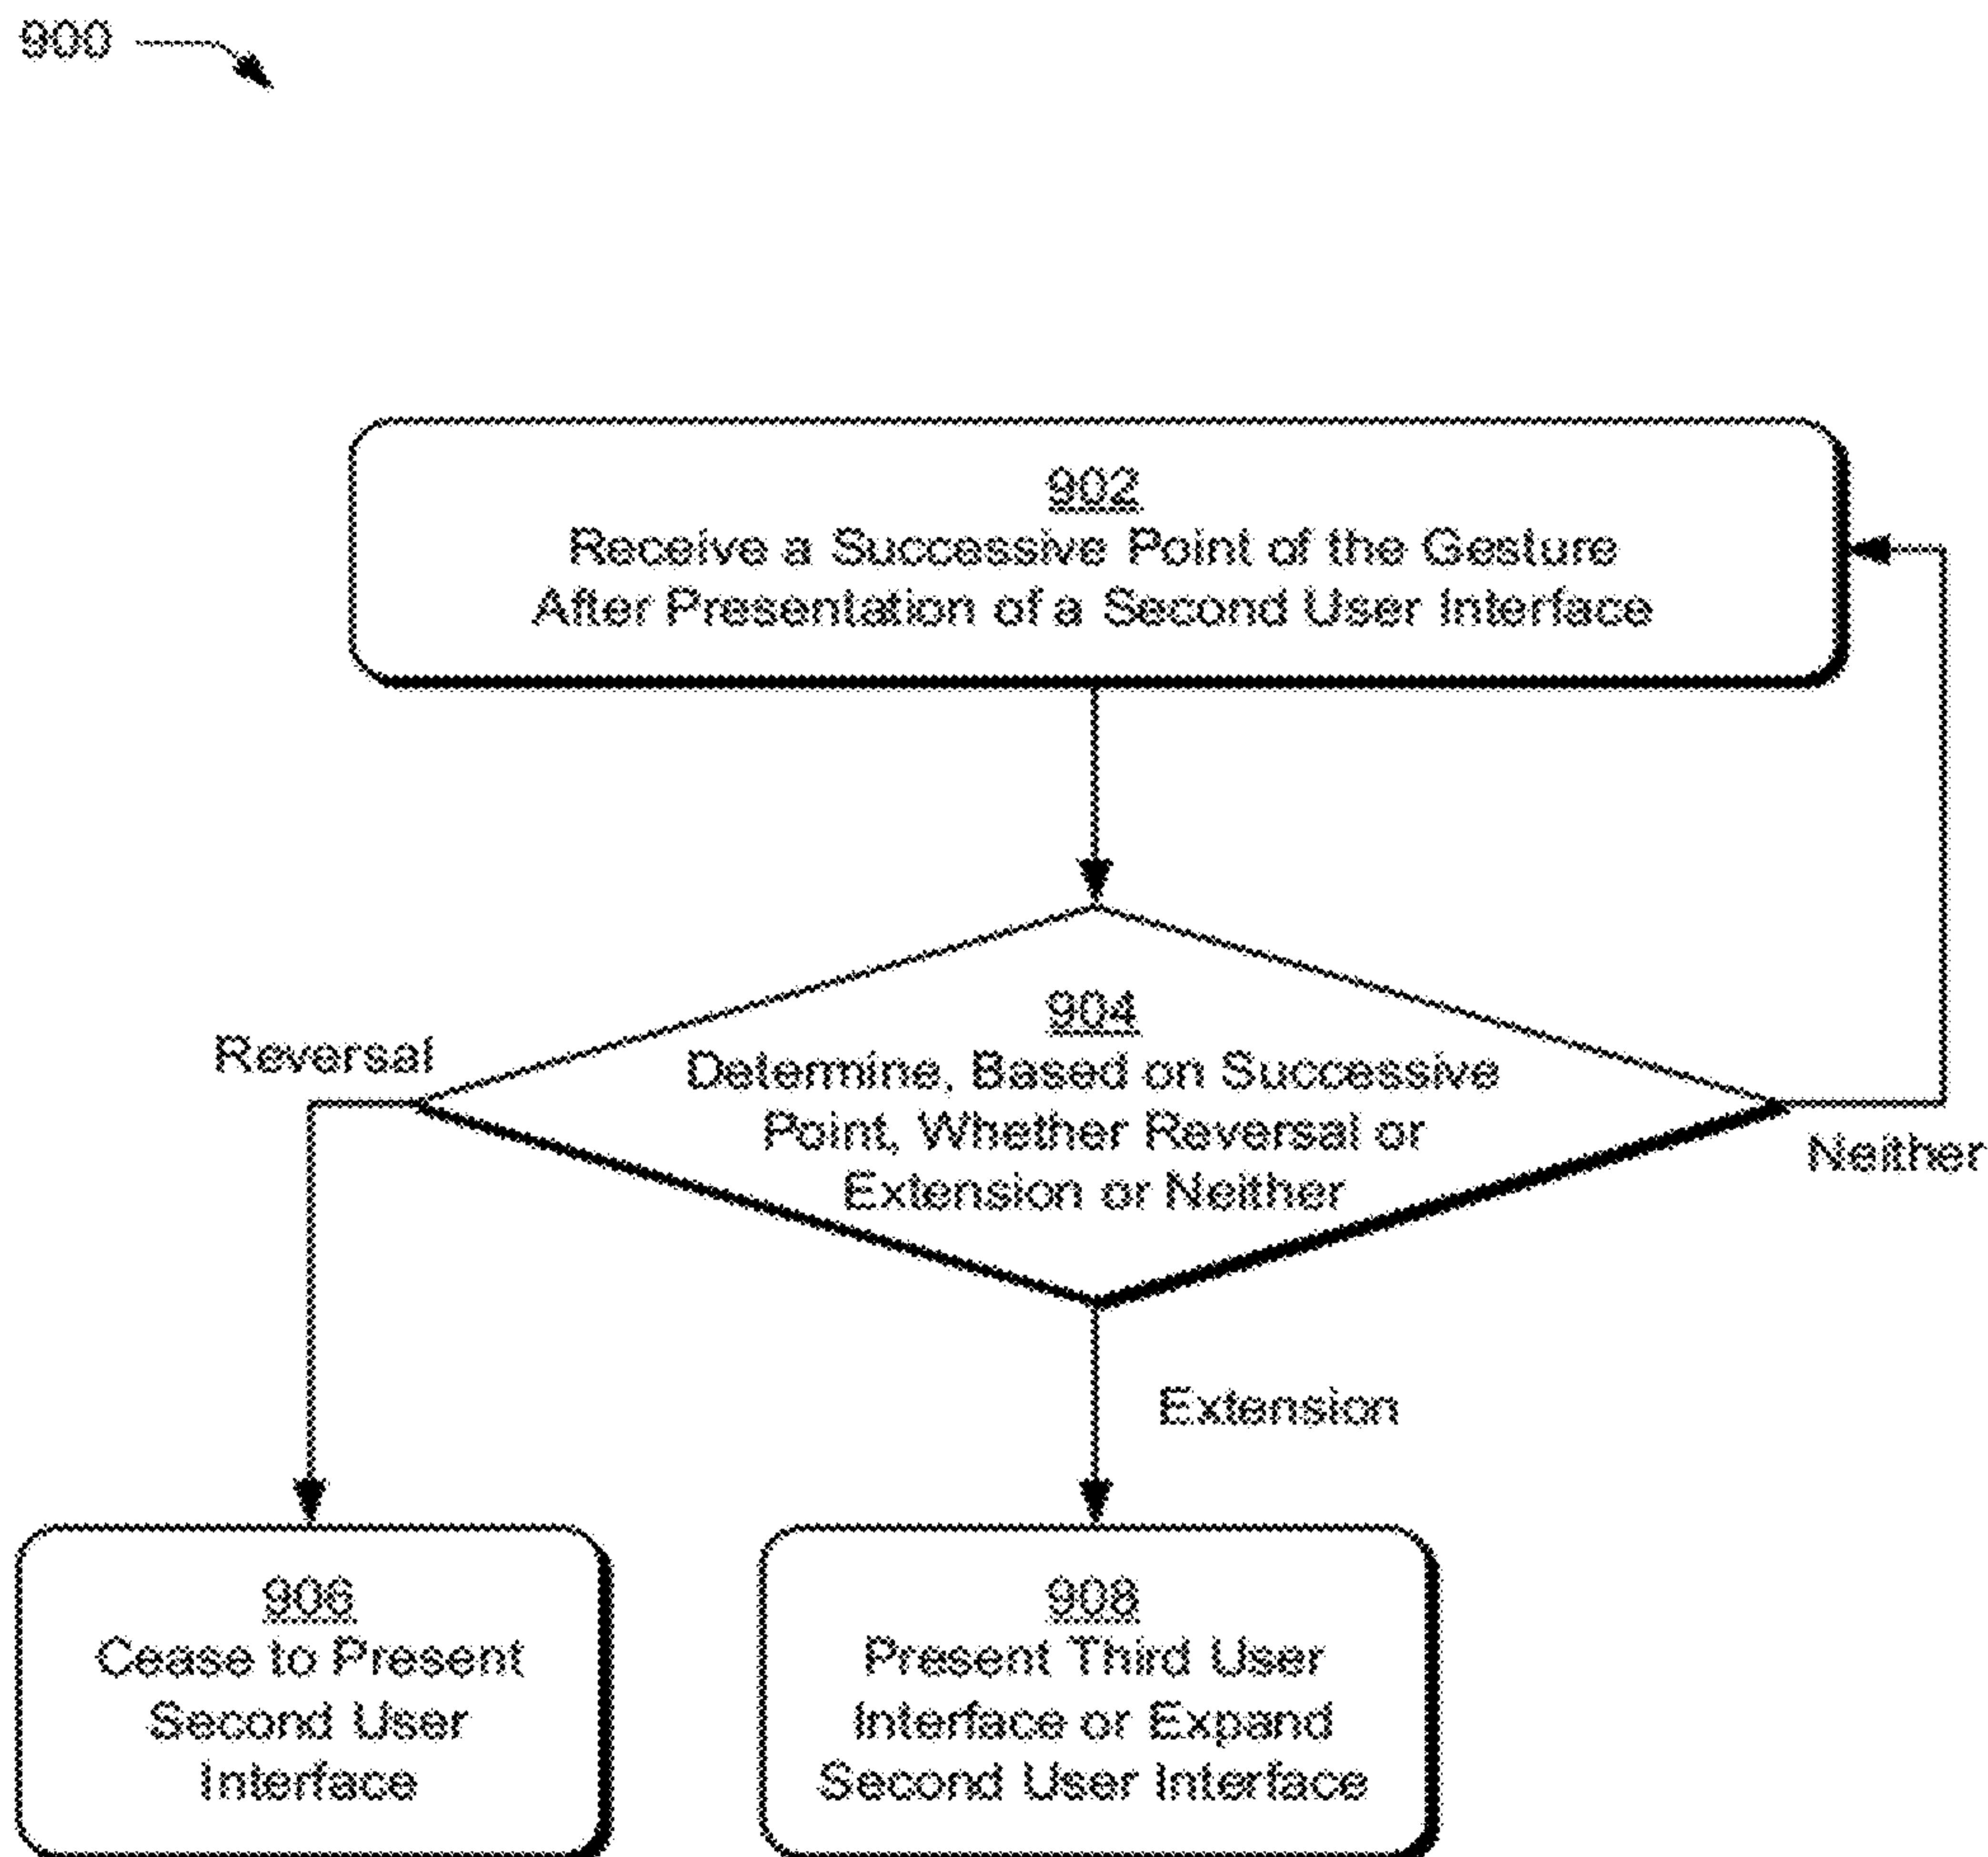 900
902
Receive a Successive Point of the Gesture
After Presentation of a Second User Interface
904
Determine, Based on Successive
Point, Whether Reversal or
Extension or Neither
Reversal
Neither
Extension
906
Cease to Present
Second User
Interface
908
Present Third User
Interface or Expand
Second User Interface